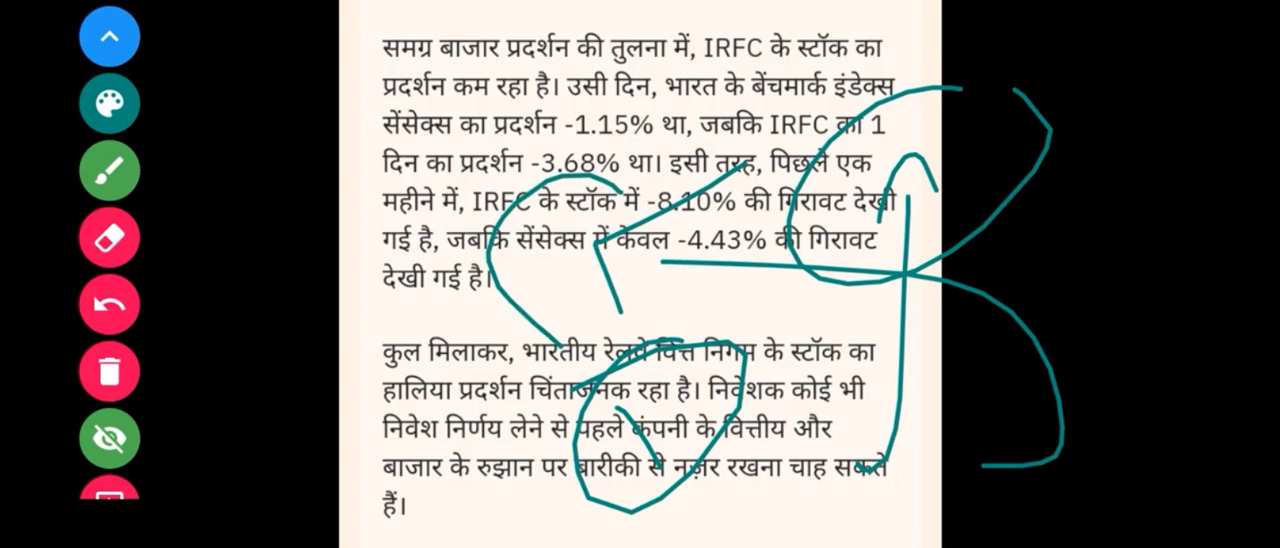 समग्र बाजार प्रदर्शन की तुलना में, IRFC के स्टॉक का
प्रदर्शन कम रहा है। उसी दिन, भारत के बेंचमार्क इंडेक्स
सेंसेक्स का प्रदर्शन -1.15% था, जबकि IRFC का 1
दिन का प्रदर्शन -3.68% था। इसी तरह, पिछले एक
महीने में, IRFC के स्टॉक में -8.10% की गिरावट देखी
गई है, जबकि सेंसेक्स में केवल -4.43% की गिरावट
देखी गई है।
कुल मिलाकर, भारतीय रेलवे वित्त निगम के स्टॉक का
हालिया प्रदर्शन चिंताजनक रहा है। निवेशक कोई भी
निवेश निर्णय लेने से पहले कंपनी के वित्तीय और
बाजार के रुझान पर बारीकी से नज़र रखना चाह सकते
हैं।